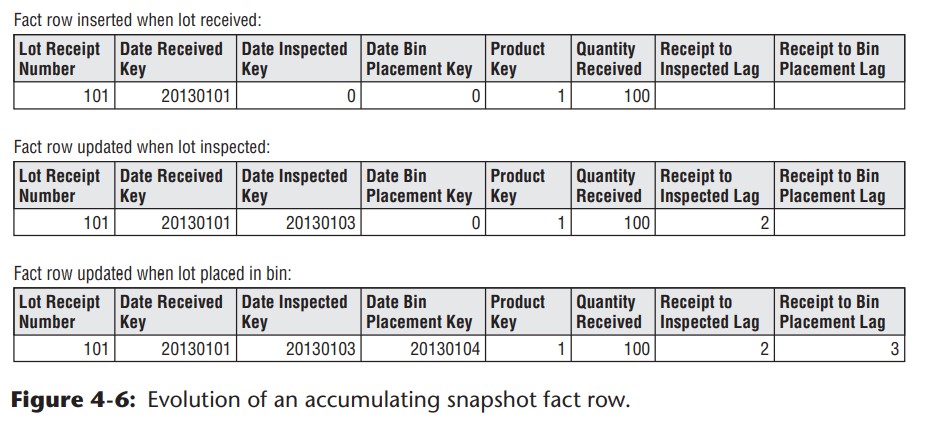 Fact row inserted when lot received:
Lot Receipt Number | Date Received Key | Date Inspected Key | Date Bin Placement Key | Product Key | Quantity Received | Receipt to Inspected Lag | Receipt to Bin Placement Lag
101 | 20130101 | 0 | 0 | 1 | 100 | |
Fact row updated when lot inspected:
Lot Receipt Number | Date Received Key | Date Inspected Key | Date Bin Placement Key | Product Key | Quantity Received | Receipt to Inspected Lag | Receipt to Bin Placement Lag
101 | 20130101 | 20130103 | 0 | 1 | 100 | 2 |
Fact row updated when lot placed in bin:
Lot Receipt Number | Date Received Key | Date Inspected Key | Date Bin Placement Key | Product Key | Quantity Received | Receipt to Inspected Lag | Receipt to Bin Placement Lag
101 | 20130101 | 20130103 | 20130104 | 1 | 100 | 2 | 3
Figure 4-6: Evolution of an accumulating snapshot fact row.